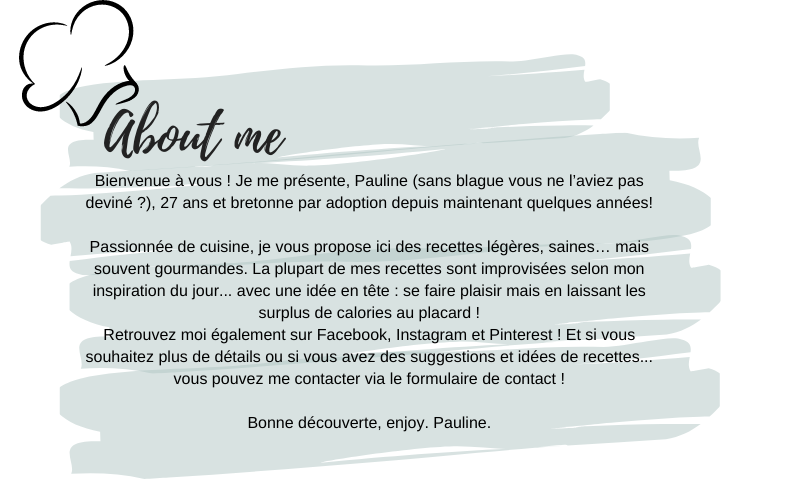 About me
Bienvenue à vous ! Je me présente, Pauline (sans blague vous ne l'aviez pas
deviné ?), 27 ans et bretonne par adoption depuis maintenant quelques années!
Passionnée de cuisine, je vous propose ici des recettes légères, saines… mais
souvent gourmandes. La plupart de mes recettes sont improvisées selon mon
inspiration du jour... avec une idée en tête : se faire plaisir mais en laissant les
surplus de calories au placard !
Retrouvez moi également sur Facebook, Instagram et Pinterest ! Et si vous
souhaitez plus de détails ou si vous avez des suggestions et idées de recettes...
vous pouvez me contacter via le formulaire de contact !
Bonne découverte, enjoy. Pauline.